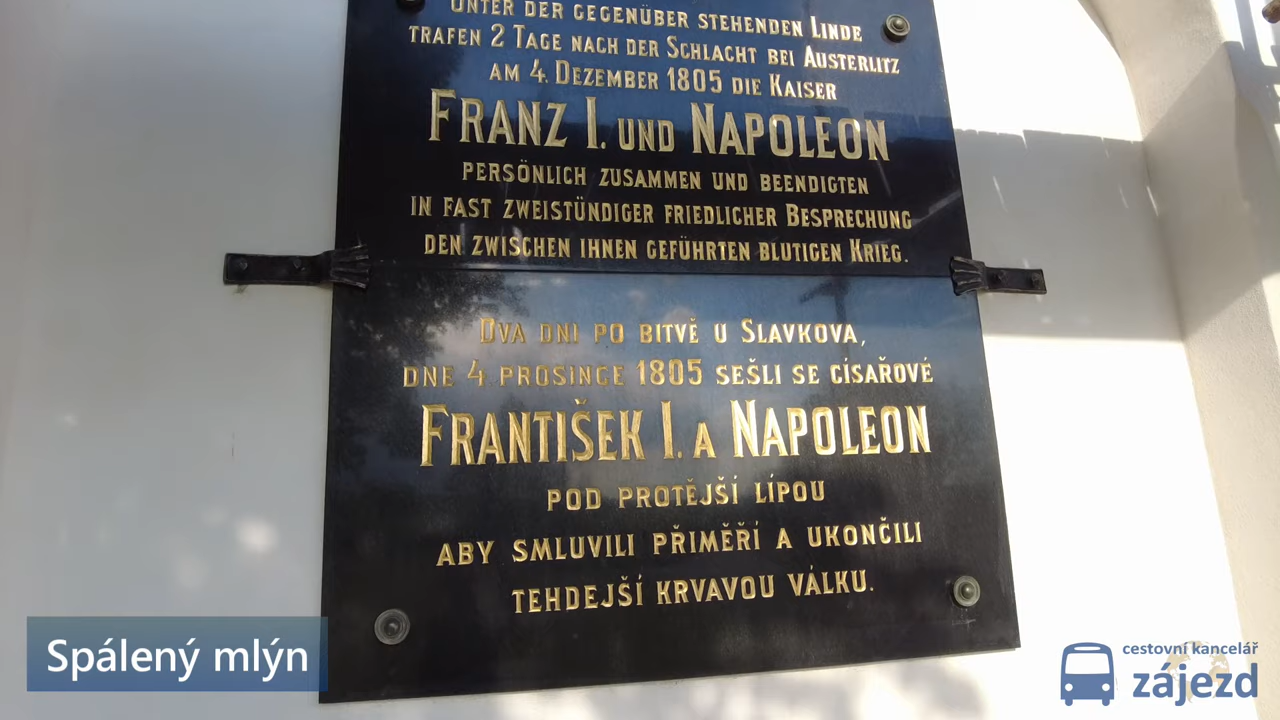 UNTER DER GEGENÜBER STEHENDEN LINDE
TRAFEN 2 TAGE NACH DER SCHLACHT BEI AUSTERLITZ
AM 4. DEZEMBER 1805 DIE KAISER
FRANZ I. UND NAPOLEON
PERSÖNLICH ZUSAMMEN UND BEENDIGTEN
IN FAST ZWEISTÜNDIGER FRIEDLICHER BESPRECHUNG
DEN ZWISCHEN IHNEN GEFÜHRTEN BLUTIGEN KRIEG.
DVA DNI PO BITVĚ U SLAVKOVA,
DNE 4. PROSINCE 1805 SEŠLI SE CÍSAŘOVÉ
FRANTIŠEK I. A NAPOLEON
POD PROTĚJŠÍ LÍPOU
ABY SMLUVILI PŘIMĚŘÍ A UKONČILI
TEHDEJŠÍ KRVAVOU VÁLKU.
Spálený mlýn
cestovní kancelář
zájezd